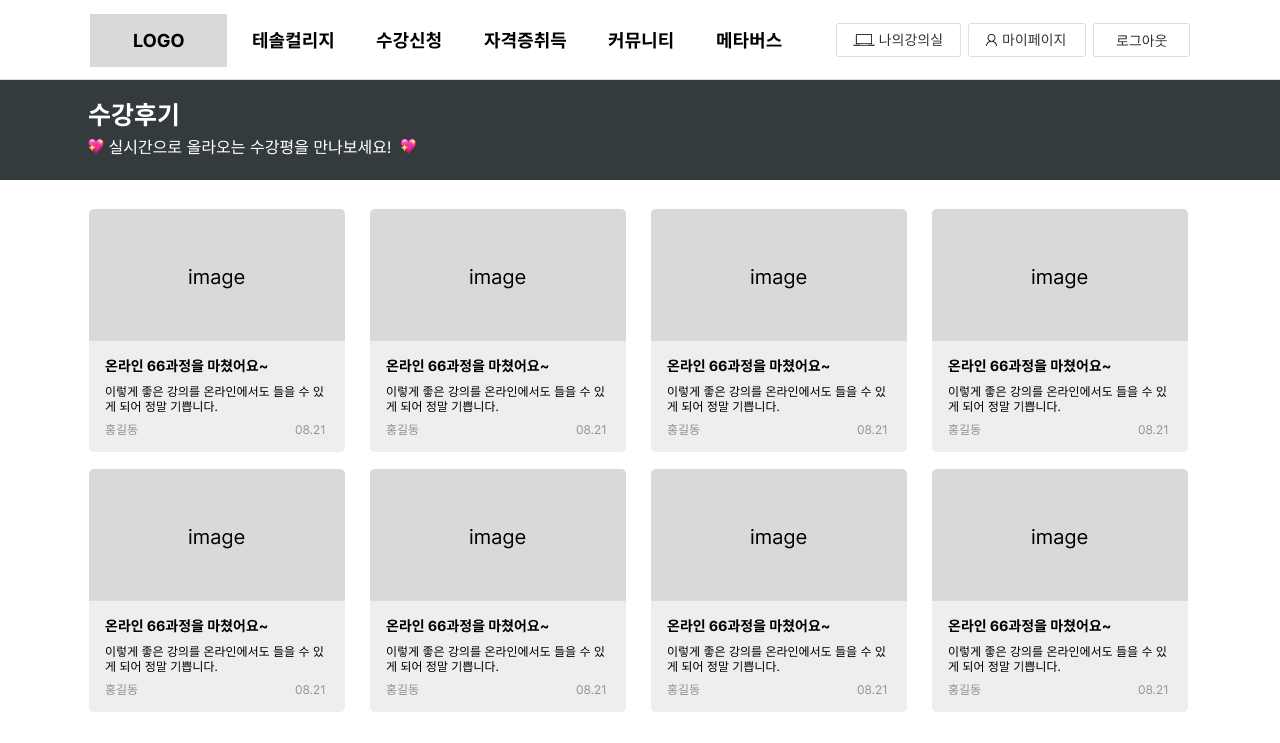 LOGO 테솔컬리지 수강신청 자격증취득 커뮤니티 메타버스 나의강의실 마이페이지 로그아웃
수강후기
💖 실시간으로 올라오는 수강평을 만나보세요! 💖
image image image image
온라인 66과정을 마쳤어요~ 온라인 66과정을 마쳤어요~ 온라인 66과정을 마쳤어요~ 온라인 66과정을 마쳤어요~
이렇게 좋은 강의를 온라인에서도 들을 수 있 이렇게 좋은 강의를 온라인에서도 들을 수 있 이렇게 좋은 강의를 온라인에서도 들을 수 있 이렇게 좋은 강의를 온라인에서도 들을 수 있
게 되어 정말 기쁩니다. 게 되어 정말 기쁩니다. 게 되어 정말 기쁩니다. 게 되어 정말 기쁩니다.
홍길동 08.21 홍길동 08.21 홍길동 08.21 홍길동 08.21
image image image image
온라인 66과정을 마쳤어요~ 온라인 66과정을 마쳤어요~ 온라인 66과정을 마쳤어요~ 온라인 66과정을 마쳤어요~
이렇게 좋은 강의를 온라인에서도 들을 수 있 이렇게 좋은 강의를 온라인에서도 들을 수 있 이렇게 좋은 강의를 온라인에서도 들을 수 있 이렇게 좋은 강의를 온라인에서도 들을 수 있
게 되어 정말 기쁩니다. 게 되어 정말 기쁩니다. 게 되어 정말 기쁩니다. 게 되어 정말 기쁩니다.
홍길동 08.21 홍길동 08.21 홍길동 08.21 홍길동 08.21